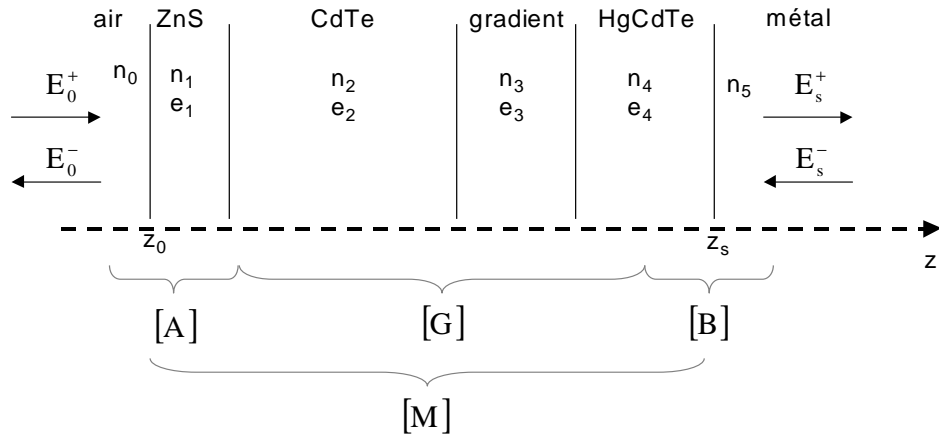 air ZnS CdTe gradient HgCdTe métal
n₀ n₁ n₂ n₃ n₄ n₅
e₁ e₂ e₃ e₄
E₀⁺ Eₛ⁺
E₀⁻ Eₛ⁻
z₀ zₛ
z
[A] [G] [B]
[M]